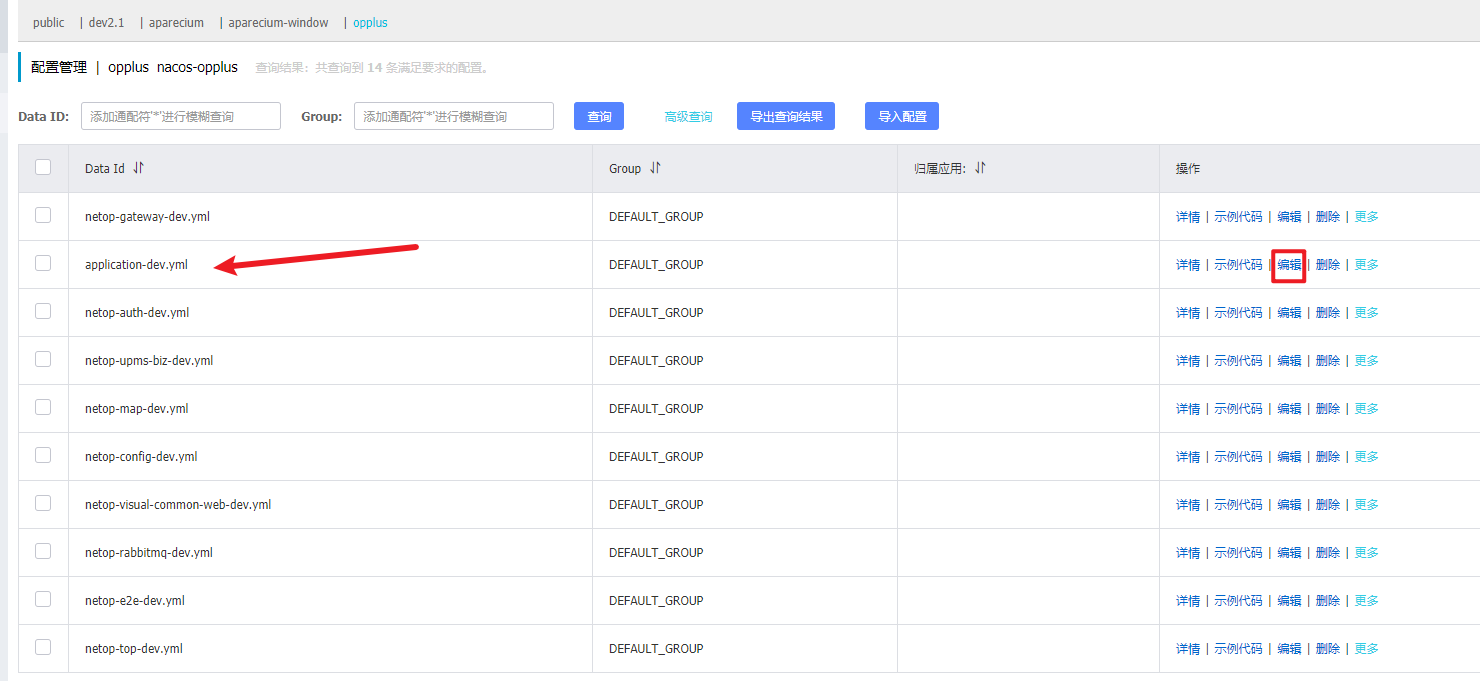 public | dev2.1 | aparecium | aparecium-window | opplus
配置管理 | opplus nacos-opplus 查询结果：共查询到 14 条满足要求的配置。
Data ID: 添加通配符'*'进行模糊查询 Group: 添加通配符'*'进行模糊查询 查询 高级查询 导出查询结果 导入配置
Data Id Group 归属应用: 操作
netop-gateway-dev.yml DEFAULT_GROUP 详情 | 示例代码 | 编辑 | 删除 | 更多
application-dev.yml DEFAULT_GROUP 详情 | 示例代码 | 编辑 | 删除 | 更多
netop-auth-dev.yml DEFAULT_GROUP 详情 | 示例代码 | 编辑 | 删除 | 更多
netop-upms-biz-dev.yml DEFAULT_GROUP 详情 | 示例代码 | 编辑 | 删除 | 更多
netop-map-dev.yml DEFAULT_GROUP 详情 | 示例代码 | 编辑 | 删除 | 更多
netop-config-dev.yml DEFAULT_GROUP 详情 | 示例代码 | 编辑 | 删除 | 更多
netop-visual-common-web-dev.yml DEFAULT_GROUP 详情 | 示例代码 | 编辑 | 删除 | 更多
netop-rabbitmq-dev.yml DEFAULT_GROUP 详情 | 示例代码 | 编辑 | 删除 | 更多
netop-e2e-dev.yml DEFAULT_GROUP 详情 | 示例代码 | 编辑 | 删除 | 更多
netop-top-dev.yml DEFAULT_GROUP 详情 | 示例代码 | 编辑 | 删除 | 更多